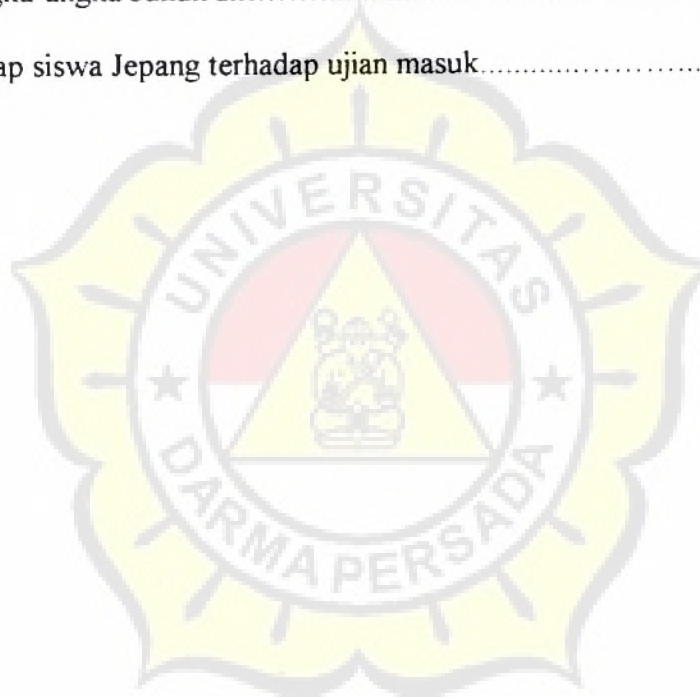 ap siswa Jepang terhadap ujian masuk..............................
UNIVERSITAS
DARMA PERSADA